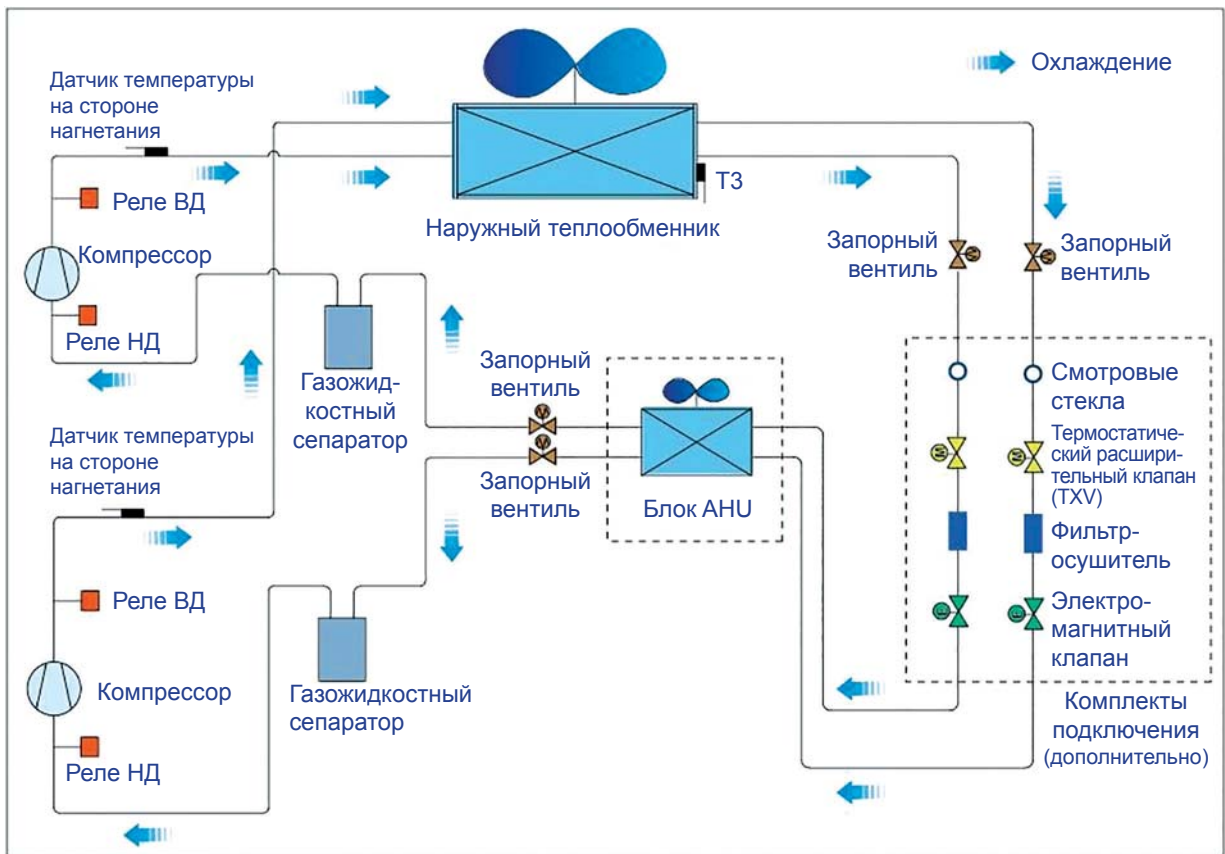 Охлаждение
Датчик температуры
на стороне
нагнетания
Реле ВД
Т3
Наружный теплообменник
Компрессор
Запорный
вентиль
Запорный
вентиль
Реле НД
Газожид-
костный
сепаратор
Запорный
вентиль
Смотровые
стекла
Датчик температуры
на стороне
нагнетания
Запорный
вентиль
Блок AHU
Термостатиче-
ский расшири-
тельный клапан
(TXV)
Фильтр-
осушитель
Реле ВД
Электро-
магнитный
клапан
Компрессор
Газожидкостный
сепаратор
Комплекты
подключения
(дополнительно)
Реле НД